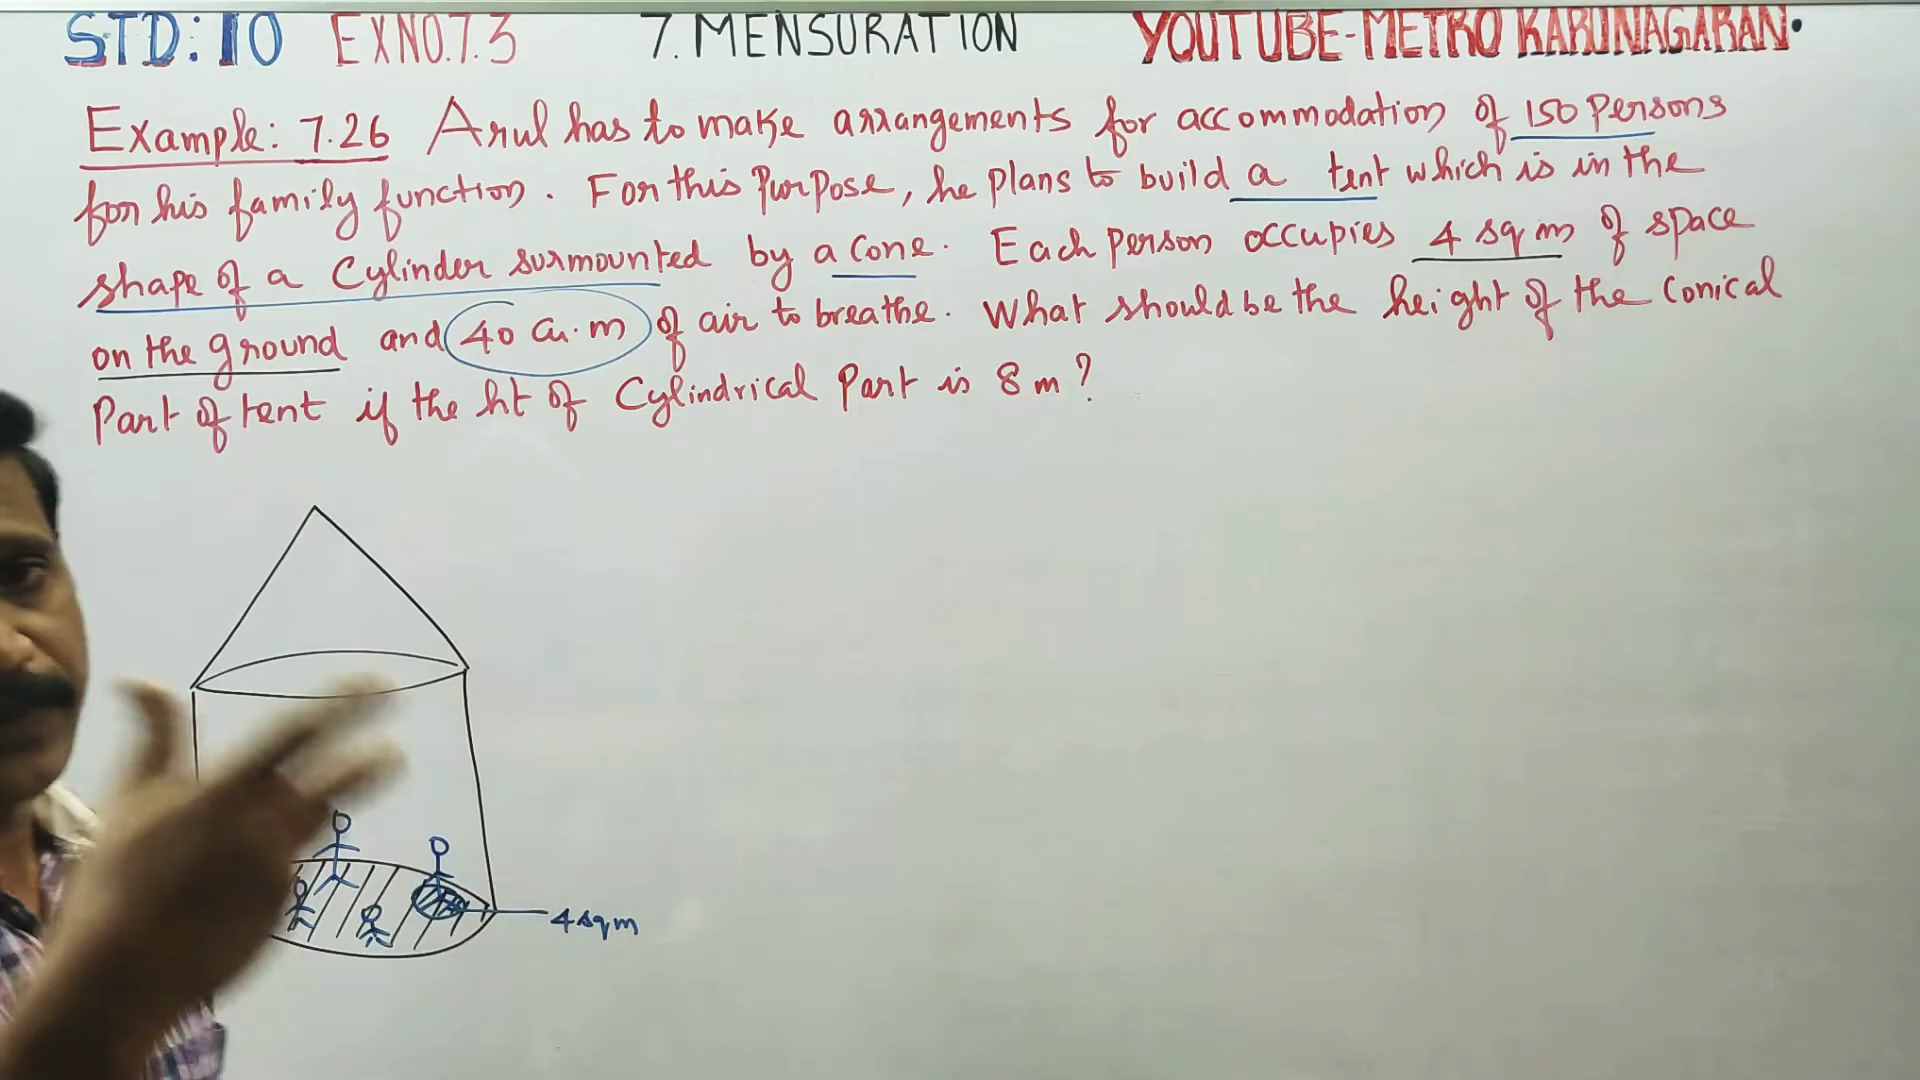 STD: 10 EX NO. 7.3 7. MENSURATION YOUTUBE-METRO KARUNAGARAN.
Example: 7.26 Arul has to make arrangements for accommodation of 150 Persons
for his family function. For this Purpose, he plans to build a tent which is in the
shape of a Cylinder surmounted by a cone. Each person occupies 4 sq m of space
on the ground and 40 cu.m of air to breathe. What should be the height of the conical
Part of tent if the ht of Cylindrical Part is 8 m?
4 sq m